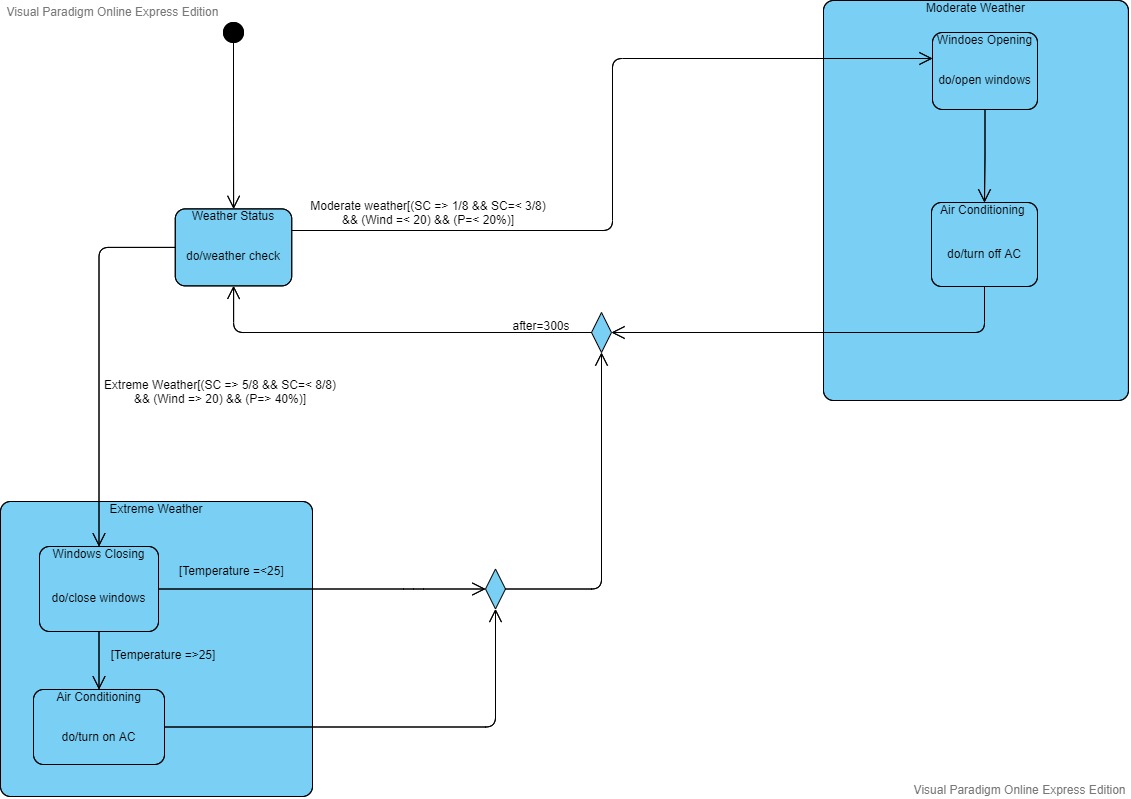 Visual Paradigm Online Express Edition
Moderate Weather
Windoes Opening
do/open windows
Weather Status
do/weather check
Moderate weather[(SC => 1/8 && SC=< 3/8)
&& (Wind =< 20) && (P=< 20%)]
Air Conditioning
do/turn off AC
after=300s
Extreme Weather[(SC => 5/8 && SC=< 8/8)
&& (Wind => 20) && (P=> 40%)]
Extreme Weather
Windows Closing
do/close windows
[Temperature =<25]
[Temperature =>25]
Air Conditioning
do/turn on AC
Visual Paradigm Online Express Edition